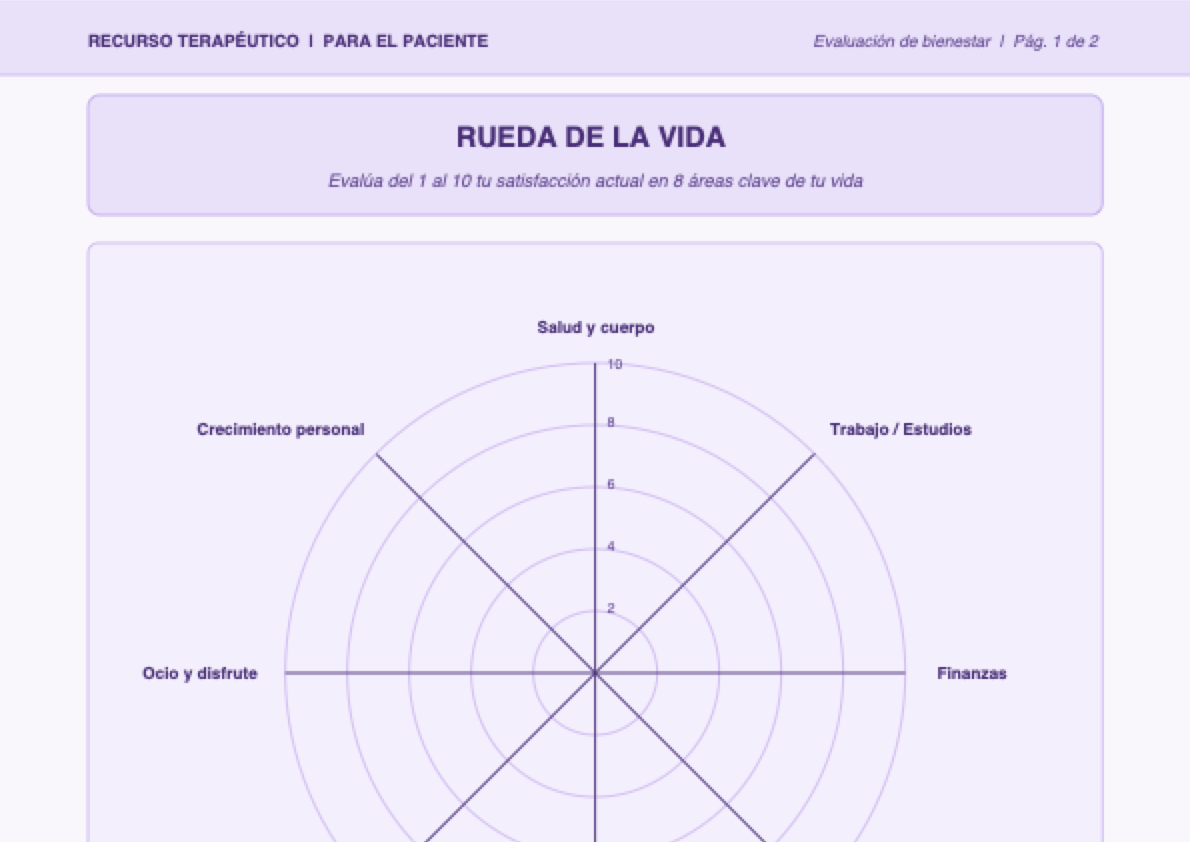 RECURSO TERAPÉUTICO | PARA EL PACIENTE
Evaluación de bienestar | Pág. 1 de 2
RUEDA DE LA VIDA
Evalúa del 1 al 10 tu satisfacción actual en 8 áreas clave de tu vida
Salud y cuerpo
10
Crecimiento personal
Trabajo / Estudios
8
6
4
2
Ocio y disfrute
Finanzas